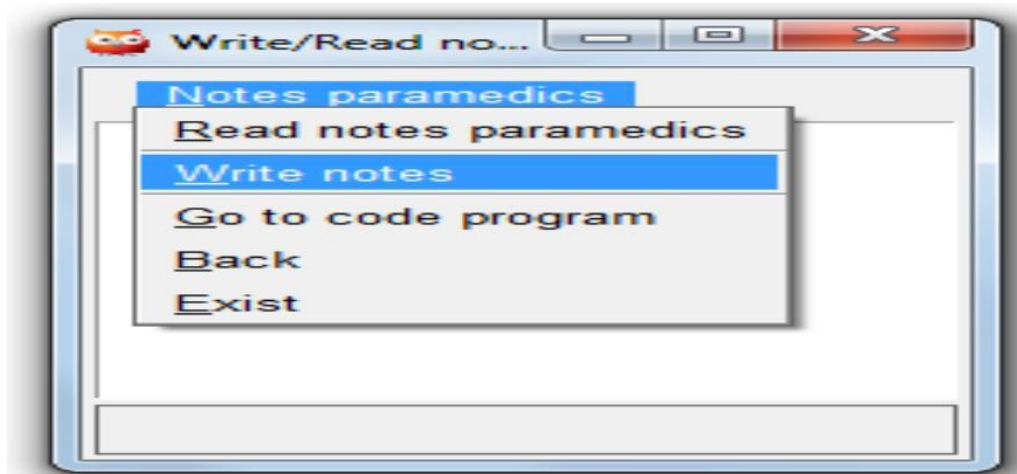 Write/Read no...
Notes paramedics
Read notes paramedics
Write notes
Go to code program
Back
Exist